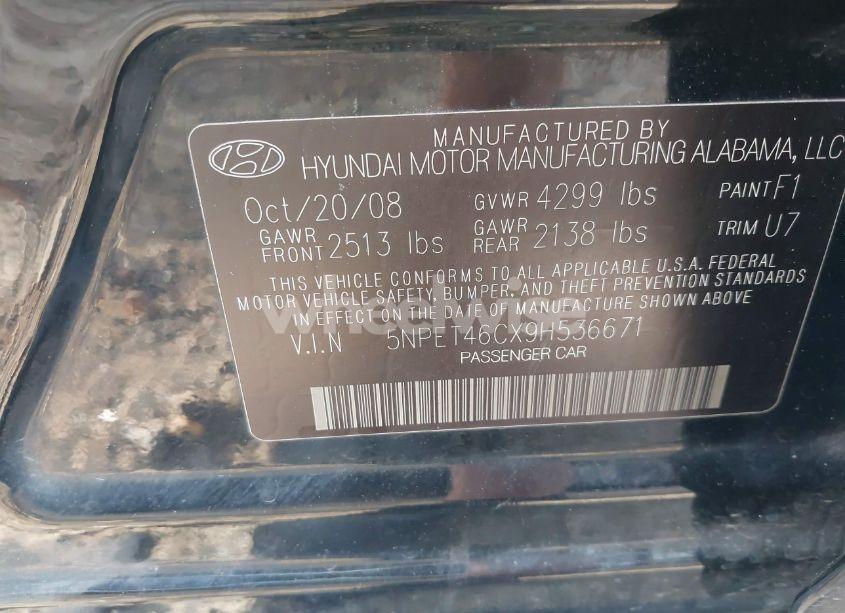 MANUFACTURED BY
HYUNDAI MOTOR MANUFACTURING ALABAMA, LLC
Oct/20/08 GVWR 4299 lbs PAINT F1
GAWR FRONT 2513 lbs GAWR REAR 2138 lbs TRIM U7
THIS VEHICLE CONFORMS TO ALL APPLICABLE U.S.A. FEDERAL
MOTOR VEHICLE SAFETY, BUMPER, AND THEFT PREVENTION STANDARDS
IN EFFECT ON THE DATE OF MANUFACTURE SHOWN ABOVE
V.I.N 5NPET46CX9H536671
PASSENGER CAR